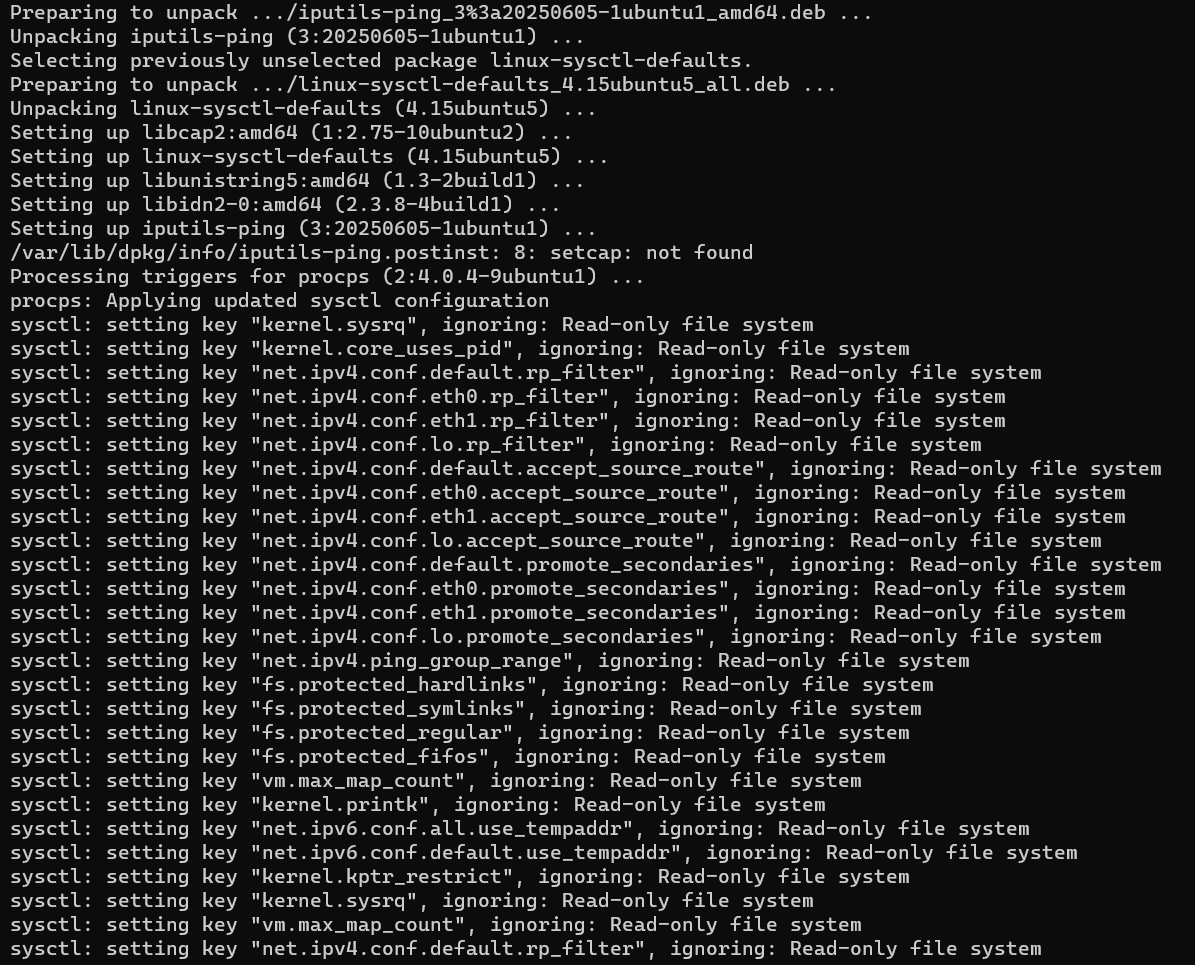 Preparing to unpack .../iputils-ping_3%3a20250605-1ubuntu1_amd64.deb ...
Unpacking iputils-ping (3:20250605-1ubuntu1) ...
Selecting previously unselected package linux-sysctl-defaults.
Preparing to unpack .../linux-sysctl-defaults_4.15ubuntu5_all.deb ...
Unpacking linux-sysctl-defaults (4.15ubuntu5) ...
Setting up libcap2:amd64 (1:2.75-10ubuntu2) ...
Setting up linux-sysctl-defaults (4.15ubuntu5) ...
Setting up libunistring5:amd64 (1.3-2build1) ...
Setting up libidn2-0:amd64 (2.3.8-4build1) ...
Setting up iputils-ping (3:20250605-1ubuntu1) ...
/var/lib/dpkg/info/iputils-ping.postinst: 8: setcap: not found
Processing triggers for procps (2:4.0.4-9ubuntu1) ...
procps: Applying updated sysctl configuration
sysctl: setting key "kernel.sysrq", ignoring: Read-only file system
sysctl: setting key "kernel.core_uses_pid", ignoring: Read-only file system
sysctl: setting key "net.ipv4.conf.default.rp_filter", ignoring: Read-only file system
sysctl: setting key "net.ipv4.conf.eth0.rp_filter", ignoring: Read-only file system
sysctl: setting key "net.ipv4.conf.eth1.rp_filter", ignoring: Read-only file system
sysctl: setting key "net.ipv4.conf.lo.rp_filter", ignoring: Read-only file system
sysctl: setting key "net.ipv4.conf.default.accept_source_route", ignoring: Read-only file system
sysctl: setting key "net.ipv4.conf.eth0.accept_source_route", ignoring: Read-only file system
sysctl: setting key "net.ipv4.conf.eth1.accept_source_route", ignoring: Read-only file system
sysctl: setting key "net.ipv4.conf.lo.accept_source_route", ignoring: Read-only file system
sysctl: setting key "net.ipv4.conf.default.promote_secondaries", ignoring: Read-only file system
sysctl: setting key "net.ipv4.conf.eth0.promote_secondaries", ignoring: Read-only file system
sysctl: setting key "net.ipv4.conf.eth1.promote_secondaries", ignoring: Read-only file system
sysctl: setting key "net.ipv4.conf.lo.promote_secondaries", ignoring: Read-only file system
sysctl: setting key "net.ipv4.ping_group_range", ignoring: Read-only file system
sysctl: setting key "fs.protected_hardlinks", ignoring: Read-only file system
sysctl: setting key "fs.protected_symlinks", ignoring: Read-only file system
sysctl: setting key "fs.protected_regular", ignoring: Read-only file system
sysctl: setting key "fs.protected_fifos", ignoring: Read-only file system
sysctl: setting key "vm.max_map_count", ignoring: Read-only file system
sysctl: setting key "kernel.printk", ignoring: Read-only file system
sysctl: setting key "net.ipv6.conf.all.use_tempaddr", ignoring: Read-only file system
sysctl: setting key "net.ipv6.conf.default.use_tempaddr", ignoring: Read-only file system
sysctl: setting key "kernel.kptr_restrict", ignoring: Read-only file system
sysctl: setting key "kernel.sysrq", ignoring: Read-only file system
sysctl: setting key "vm.max_map_count", ignoring: Read-only file system
sysctl: setting key "net.ipv4.conf.default.rp_filter", ignoring: Read-only file system